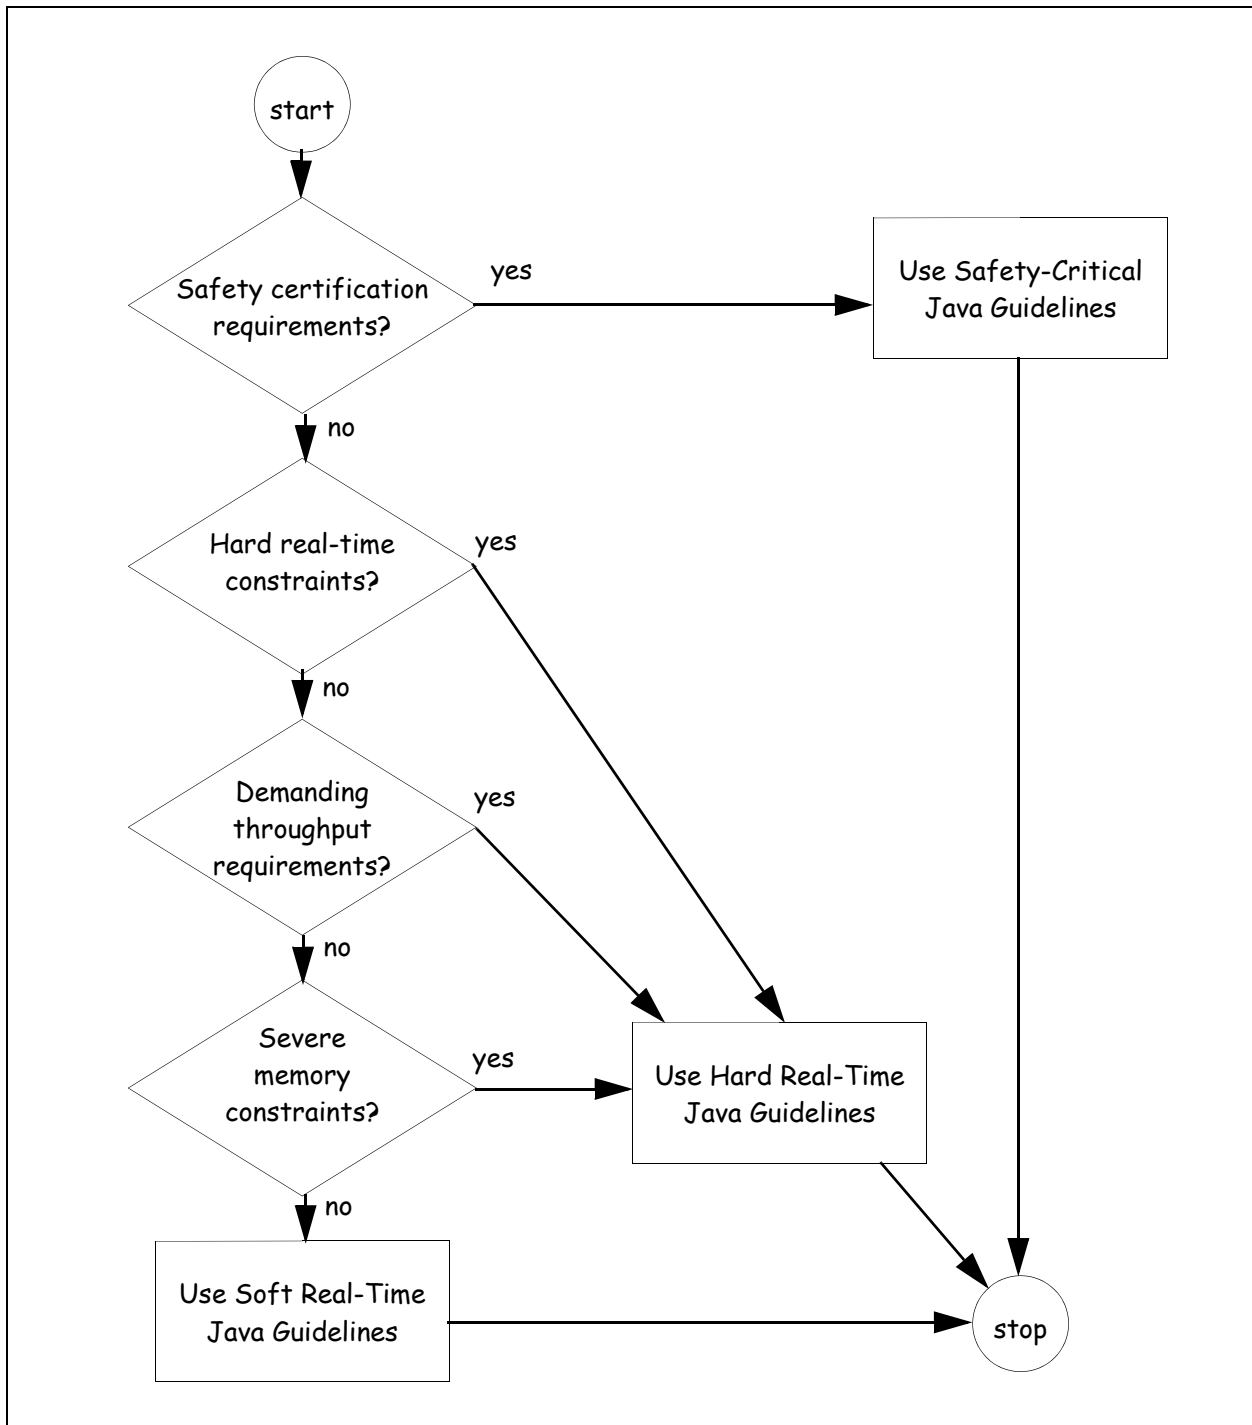 start
Safety certification
requirements?
yes
Use Safety-Critical
Java Guidelines
no
Hard real-time
constraints?
yes
no
Demanding
throughput
requirements?
yes
no
Severe
memory
constraints?
yes
Use Hard Real-Time
Java Guidelines
no
Use Soft Real-Time
Java Guidelines
stop